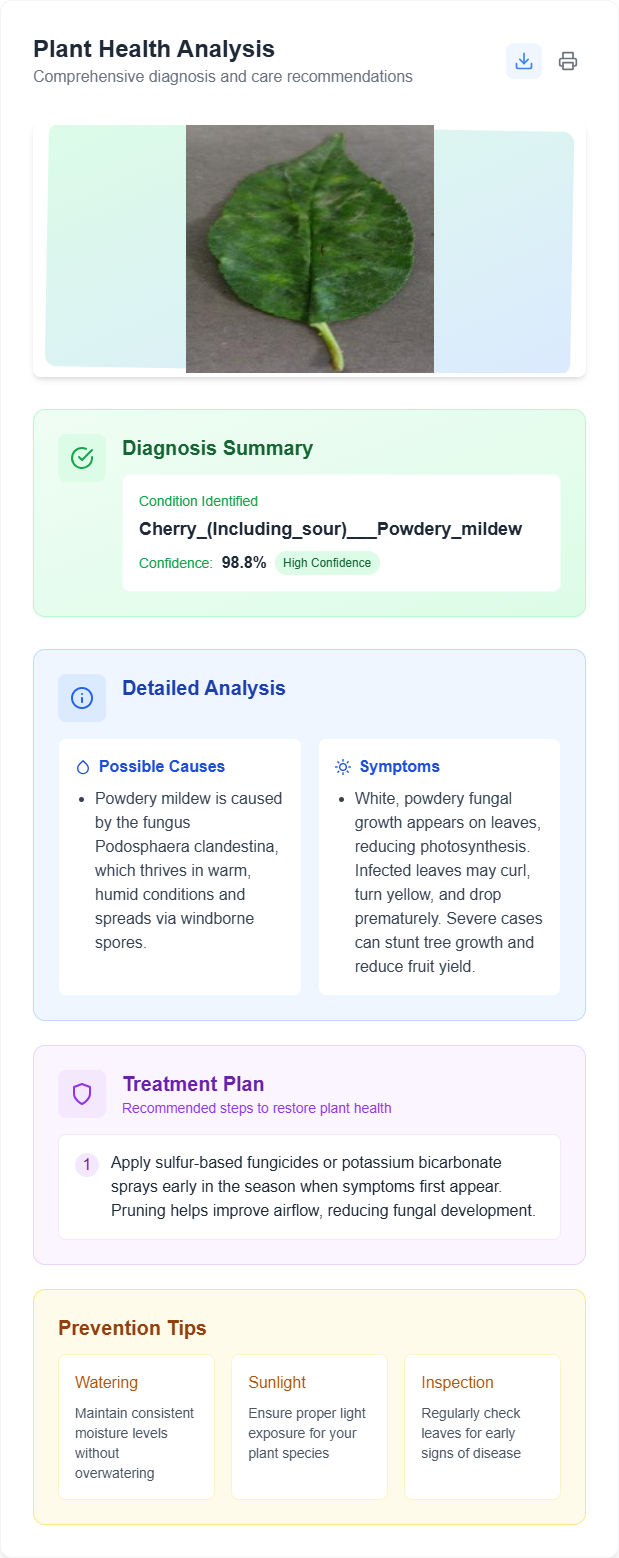 Plant Health Analysis
Comprehensive diagnosis and care recommendations
Diagnosis Summary
Condition Identified
Cherry_(Including_sour)___Powdery_mildew
Confidence: 98.8% High Confidence
Detailed Analysis
Possible Causes
• Powdery mildew is caused
by the fungus
Podosphaera clandestina,
which thrives in warm,
humid conditions and
spreads via windborne
spores.
Symptoms
• White, powdery fungal
growth appears on leaves,
reducing photosynthesis.
Infected leaves may curl,
turn yellow, and drop
prematurely. Severe cases
can stunt tree growth and
reduce fruit yield.
Treatment Plan
Recommended steps to restore plant health
1 Apply sulfur-based fungicides or potassium bicarbonate
sprays early in the season when symptoms first appear.
Pruning helps improve airflow, reducing fungal development.
Prevention Tips
Watering
Maintain consistent
moisture levels
without
overwatering
Sunlight
Ensure proper light
exposure for your
plant species
Inspection
Regularly check
leaves for early
signs of disease